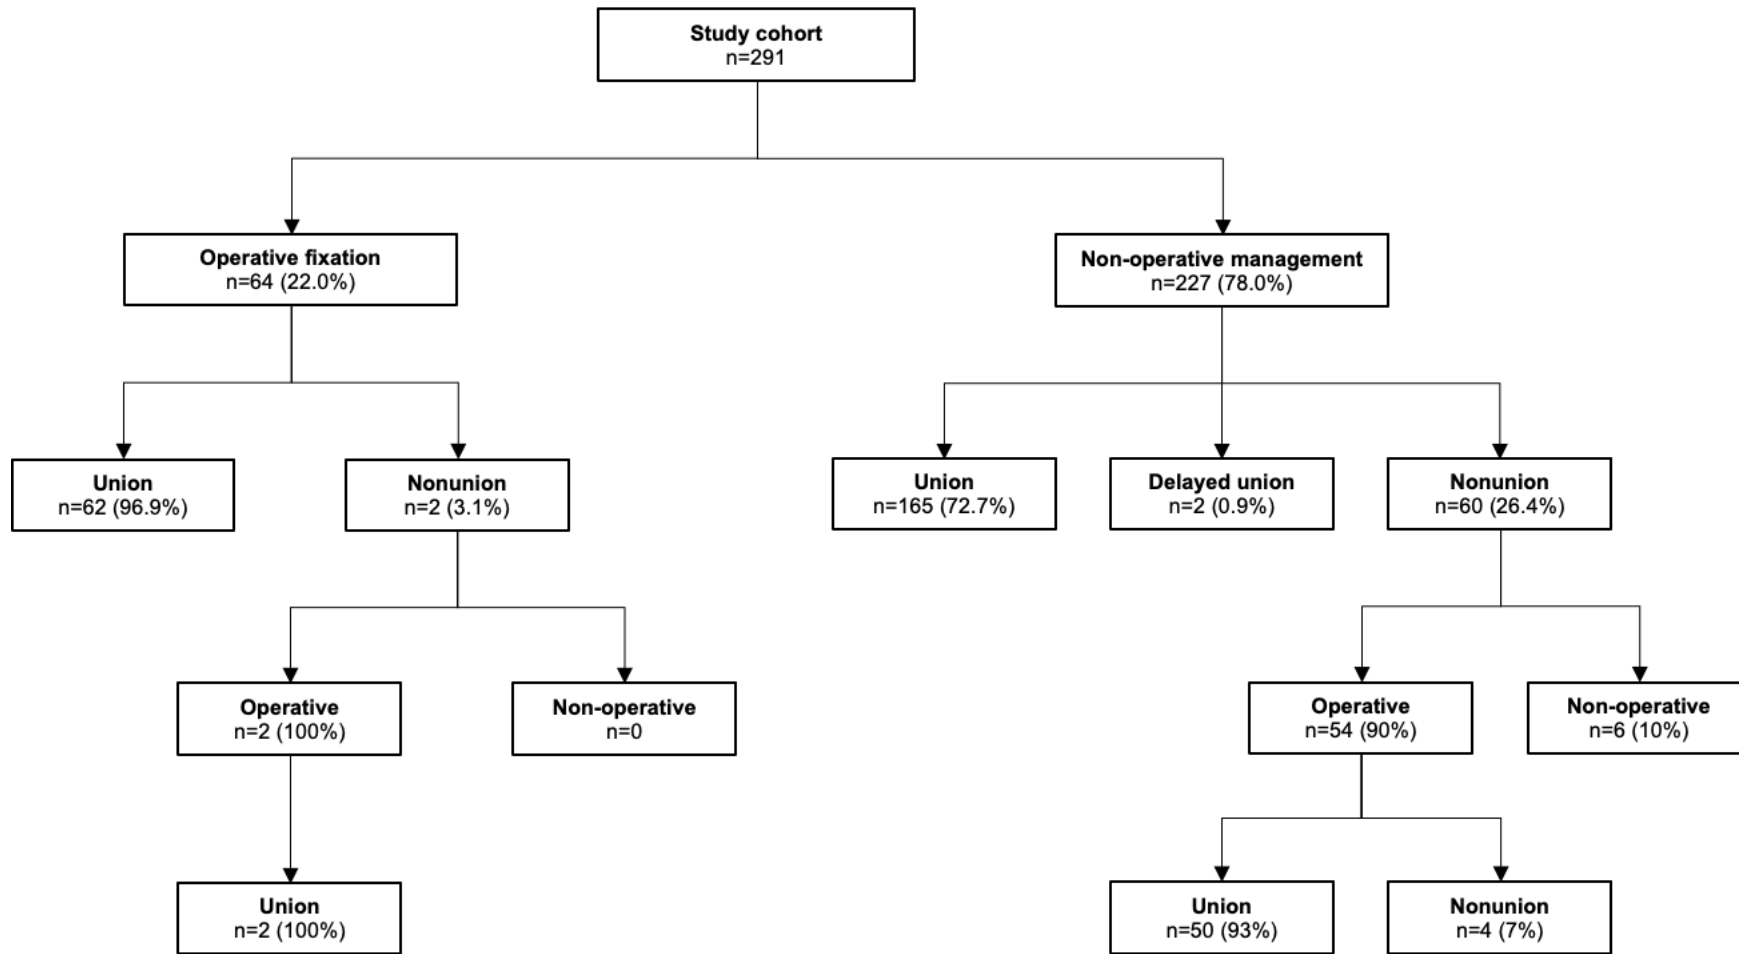 Study cohort
n=291
Operative fixation
n=64 (22.0%)
Non-operative management
n=227 (78.0%)
Union
n=62 (96.9%)
Nonunion
n=2 (3.1%)
Union
n=165 (72.7%)
Delayed union
n=2 (0.9%)
Nonunion
n=60 (26.4%)
Operative
n=2 (100%)
Non-operative
n=0
Operative
n=54 (90%)
Non-operative
n=6 (10%)
Union
n=2 (100%)
Union
n=50 (93%)
Nonunion
n=4 (7%)